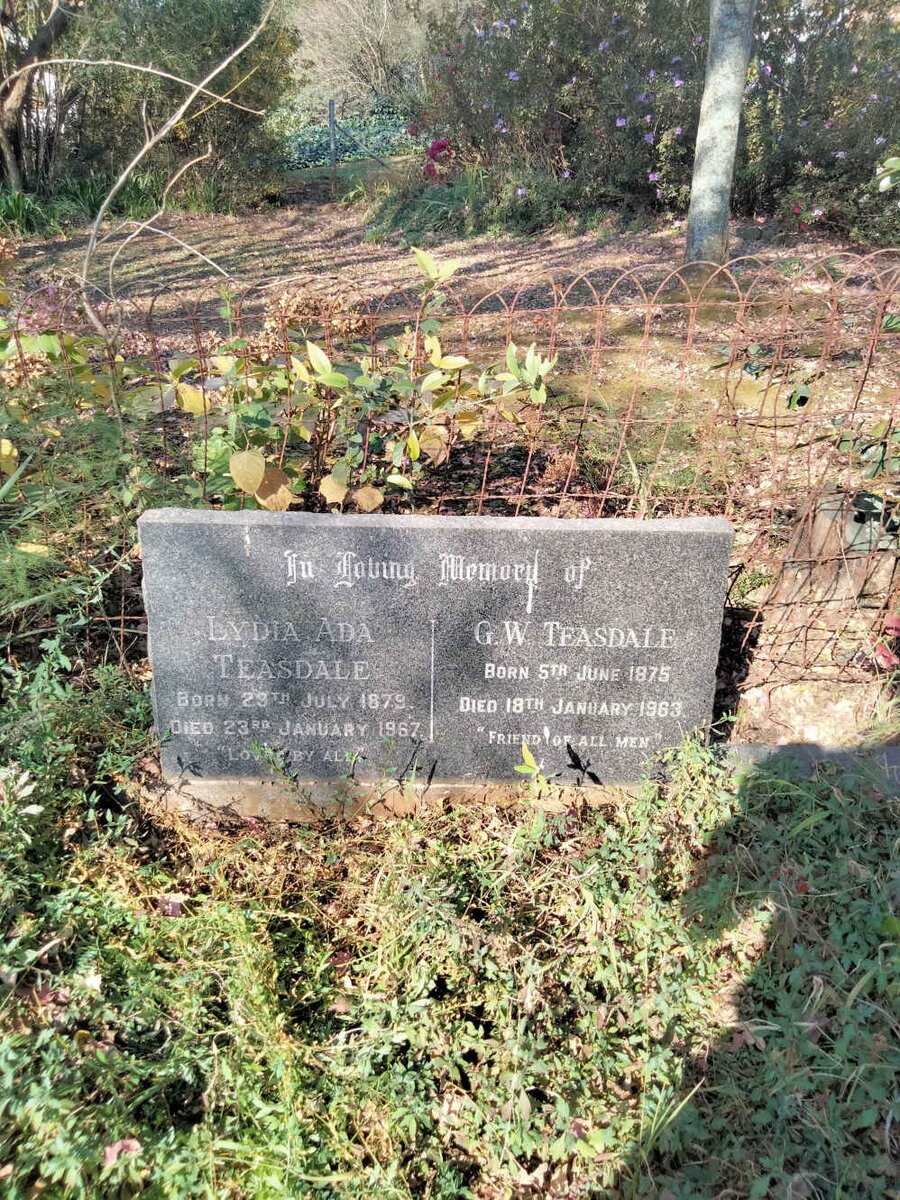 In Loving Memory of
LYDIA ADA
TEASDALE
BORN 29TH JULY 1879.
DIED 23RD JANUARY 1967.
BY ALL"
G.W. TEASDALE
BORN 5TH JUNE 1875
DIED 18TH JANUARY 1963.
"FRIEND OF ALL MEN"